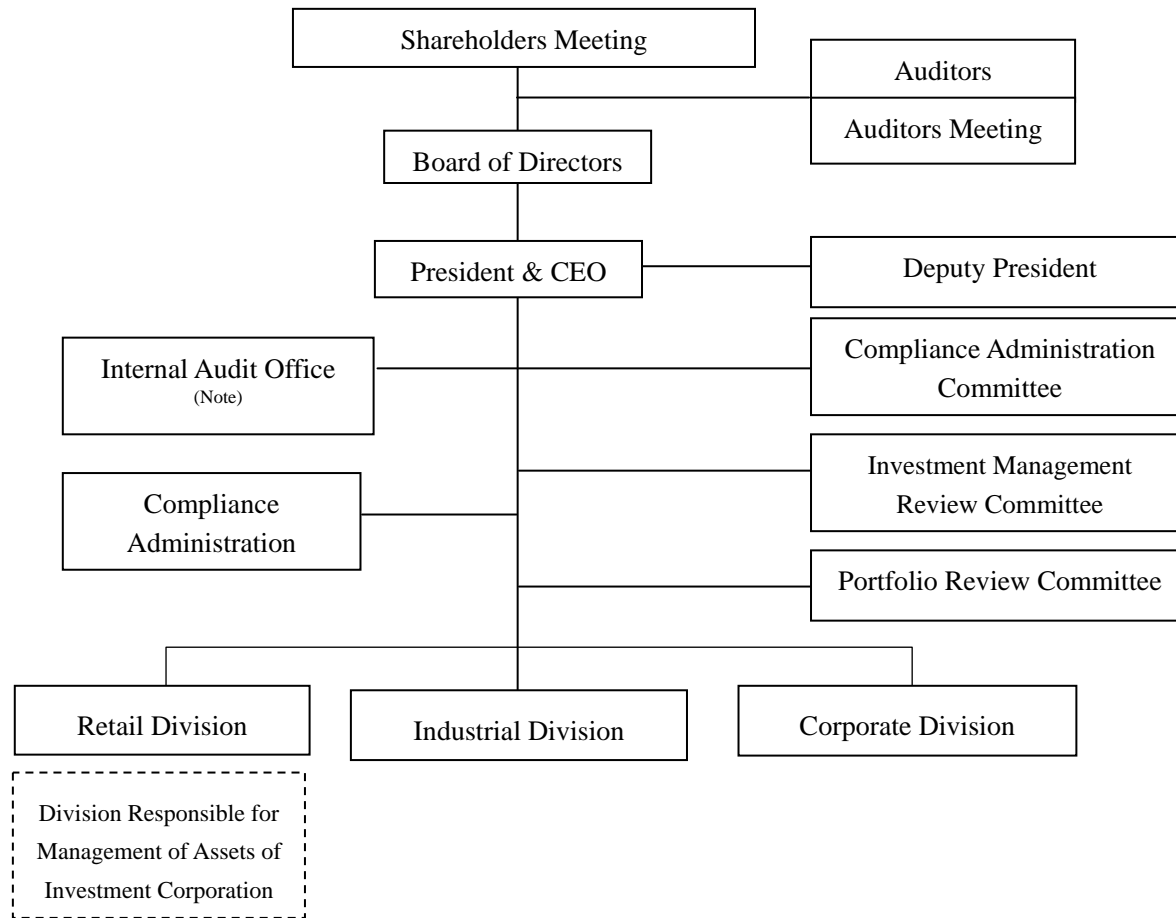 Shareholders Meeting
Auditors
Auditors Meeting
Board of Directors
President & CEO
Deputy President
Internal Audit Office
(Note)
Compliance Administration
Committee
Compliance
Administration
Investment Management
Review Committee
Portfolio Review Committee
Retail Division
Industrial Division
Corporate Division
Division Responsible for
Management of Assets of
Investment Corporation